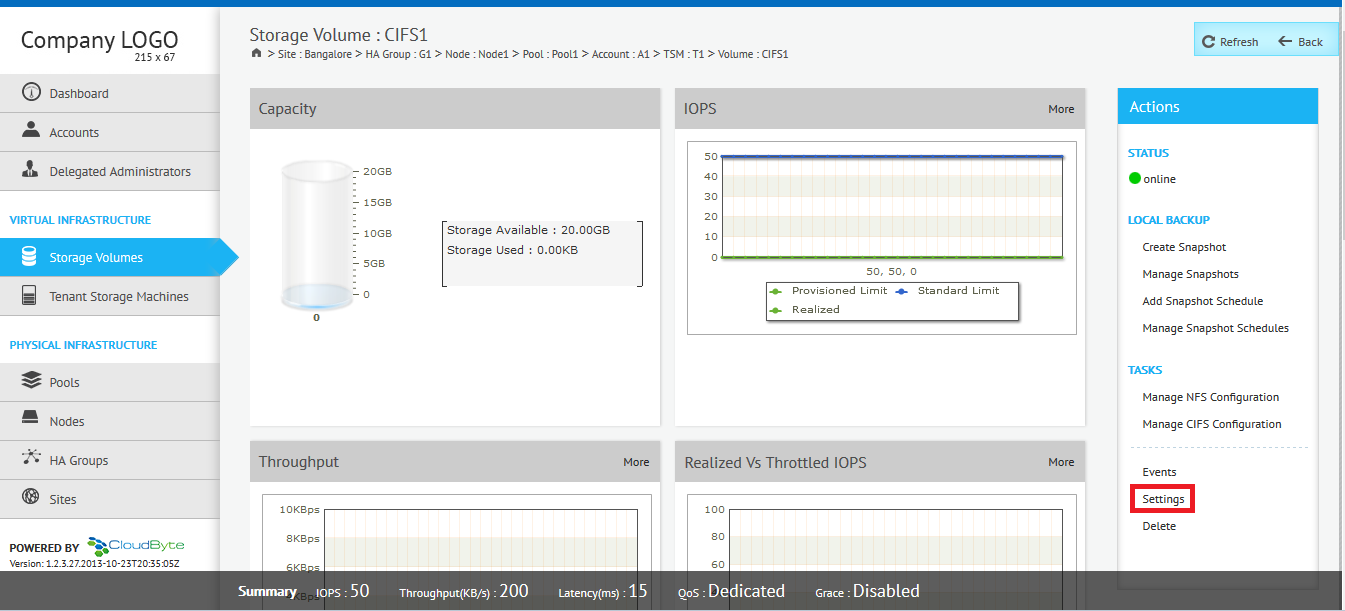 Company LOGO
215 x 67
Dashboard
Accounts
Delegated Administrators
VIRTUAL INFRASTRUCTURE
Storage Volumes
Tenant Storage Machines
PHYSICAL INFRASTRUCTURE
Pools
Nodes
HA Groups
Sites
POWERED BY CloudByte
Version: 1.2.3.27.2013-10-23T20:35:05Z
Storage Volume : CIFS1
> Site : Bangalore > HA Group : G1 > Node : Node1 > Pool : Pool1 > Account : A1 > TSM : T1 > Volume : CIFS1
Refresh
Back
Capacity
20GB
15GB
10GB
5GB
0
0
Storage Available : 20.00GB
Storage Used : 0.00KB
IOPS
More
50
40
30
20
10
0
50, 50, 0
Provisioned Limit
Standard Limit
Realized
Throughput
More
10KBps
8KBps
6KBps
4KBps
Realized Vs Throttled IOPS
More
100
80
60
Actions
STATUS
online
LOCAL BACKUP
Create Snapshot
Manage Snapshots
Add Snapshot Schedule
Manage Snapshot Schedules
TASKS
Manage NFS Configuration
Manage CIFS Configuration
Events
Settings
Delete
Summary IOPS : 50 Throughput(KB/s) : 200 Latency(ms) : 15 QoS : Dedicated Grace : Disabled